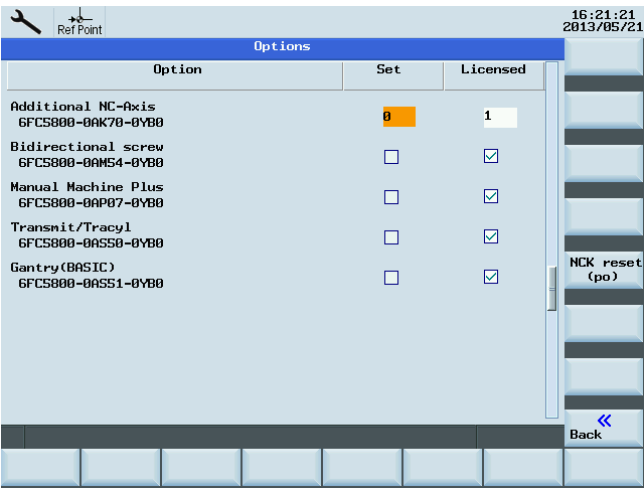 16:21:21
Ref Point
2013/05/21
Options
Option Set Licensed
Additional NC-Axis
6FC5800-0AK70-0YB0 0 1
Bidirectional screw
6FC5800-0AM54-0YB0
Manual Machine Plus
6FC5800-0AP07-0YB0
Transmit/Tracyl
6FC5800-0AS50-0YB0
Gantry(BASIC)
6FC5800-0AS51-0YB0
NCK reset
(po)
Back